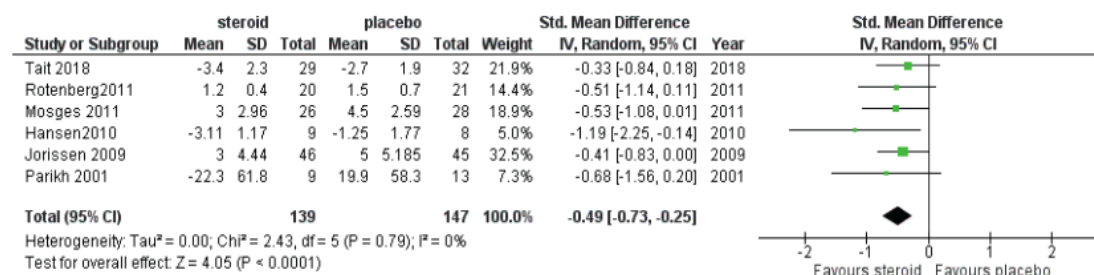 steroid placebo Std. Mean Difference Std. Mean Difference
Study or Subgroup Mean SD Total Mean SD Total Weight IV, Random, 95% CI Year IV, Random, 95% CI
Tait 2018 -3.4 2.3 29 -2.7 1.9 32 21.9% -0.33 [-0.84, 0.18] 2018
Rotenberg2011 1.2 0.4 20 1.5 0.7 21 14.4% -0.51 [-1.14, 0.11] 2011
Mosges 2011 3 2.96 26 4.5 2.59 28 18.9% -0.53 [-1.08, 0.01] 2011
Hansen2010 -3.11 1.17 9 -1.25 1.77 8 5.0% -1.19 [-2.25, -0.14] 2010
Jorissen 2009 3 4.44 46 5 5.185 45 32.5% -0.41 [-0.83, 0.00] 2009
Parikh 2001 -22.3 61.8 9 19.9 58.3 13 7.3% -0.68 [-1.56, 0.20] 2001
Total (95% CI) 139 147 100.0% -0.49 [-0.73, -0.25]
Heterogeneity: Tau² = 0.00; Chi² = 2.43, df = 5 (P = 0.79); I² = 0%
Test for overall effect: Z = 4.05 (P < 0.0001)
-2 -1 0 1 2
Favours steroid Favours placebo